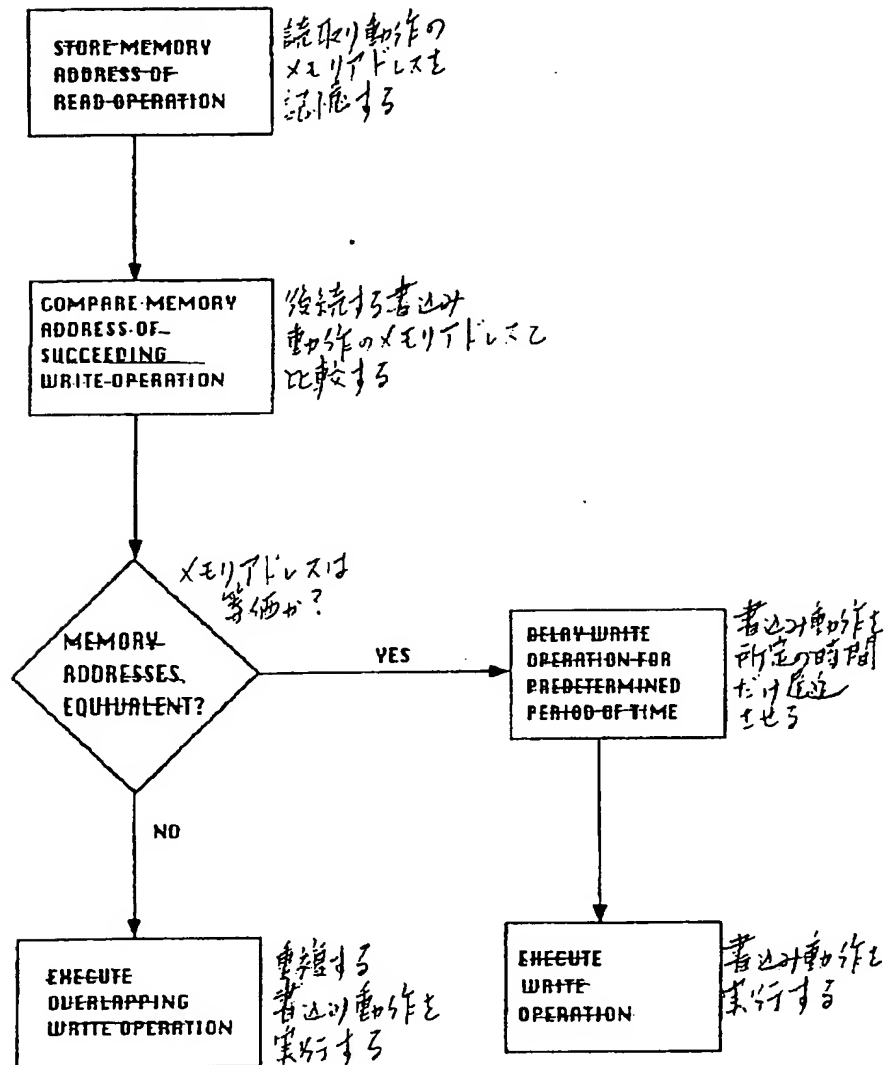 STORE MEMORY
ADDRESS OF
READ OPERATION
読取り動作の
メモリアドレスを
記憶する
COMPARE MEMORY
ADDRESS OF
SUCCEEDING
WRITE OPERATION
後続する書込み
動作のメモリアドレスと
比較する
メモリアドレスは
等価か?
MEMORY
ADDRESSES
EQUIVALENT?
YES
DELAY WRITE
OPERATION FOR
PREDETERMINED
PERIOD OF TIME
書込み動作を
所定の時間
だけ遅延
させる
NO
EXECUTE
OVERLAPPING
WRITE OPERATION
重複する
書込み動作を
実行する
EXECUTE
WRITE
OPERATION
書込み動作を
実行する